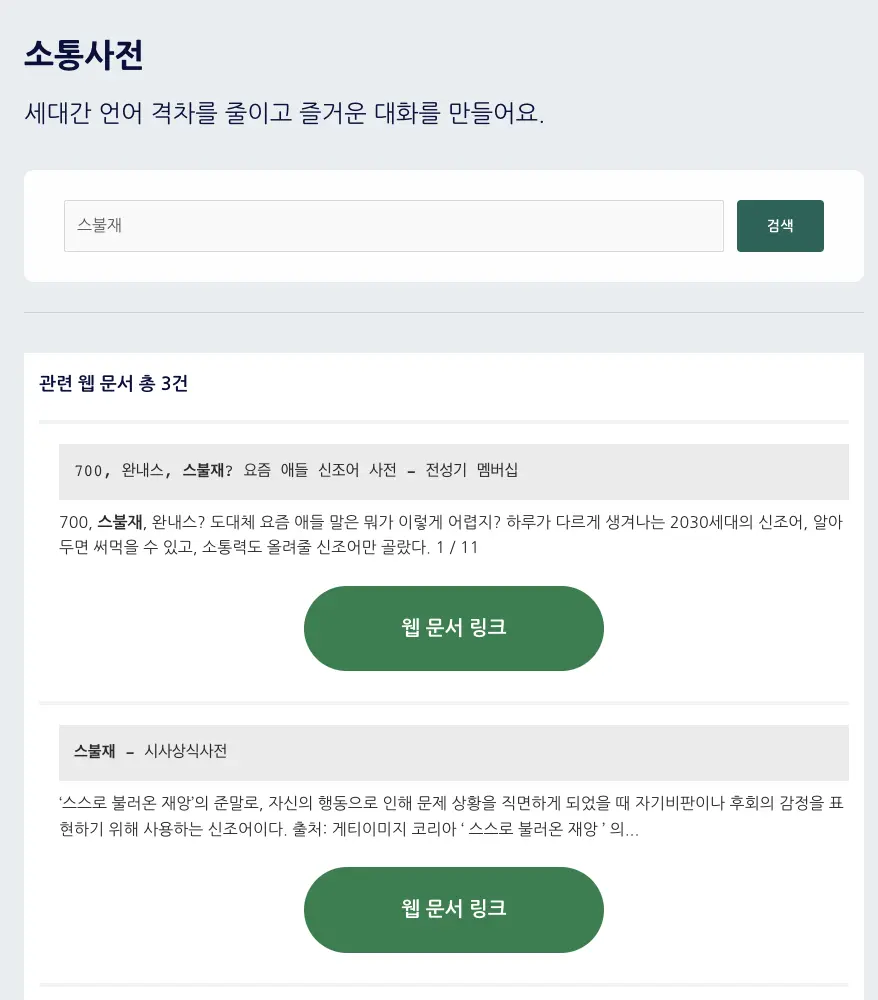 소통사전
세대간 언어 격차를 줄이고 즐거운 대화를 만들어요.
스불재
검색
관련 웹 문서 총 3건
700, 완내스, 스불재? 요즘 애들 신조어 사전 – 전성기 멤버십
700, 스불재, 완내스? 도대체 요즘 애들 말은 뭐가 이렇게 어렵지? 하루가 다르게 생겨나는 2030세대의 신조어, 알아
두면 써먹을 수 있고, 소통력도 올려줄 신조어만 골랐다. 1 / 11
웹 문서 링크
스불재 – 시사상식사전
‘스스로 불러온 재앙’의 준말로, 자신의 행동으로 인해 문제 상황을 직면하게 되었을 때 자기비판이나 후회의 감정을 표
현하기 위해 사용하는 신조어이다. 출처: 게티이미지 코리아 ‘ 스스로 불러온 재앙 ’ 의...
웹 문서 링크